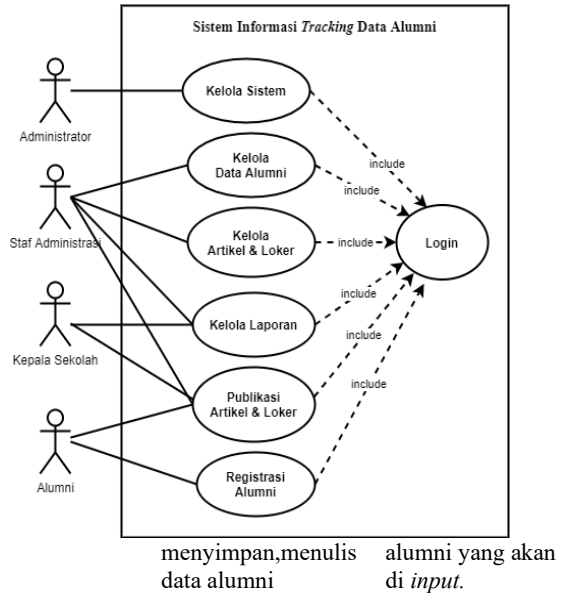 Sistem Informasi Tracking Data Alumni
Administrator
Kelola Sistem
include
Kelola
Data Alumni
include
Staf Administrasi
Kelola
Artikel & Loker
include
Login
Kelola Laporan
include
Kepala Sekolah
Publikasi
Artikel & Loker
include
include
Alumni
Registrasi
Alumni
menyimpan,menulis
data alumni
alumni yang akan
di input.